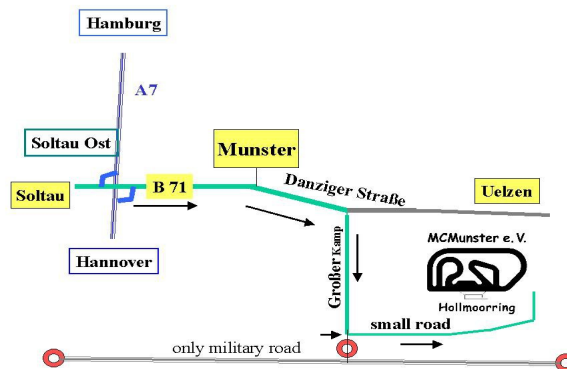 Hamburg
A7
Soltau Ost
Munster
Soltau
B 71
Danziger Straße
Uelzen
Hannover
Großer Kamp
MCMunster e. V.
Hollmoorring
small road
only military road